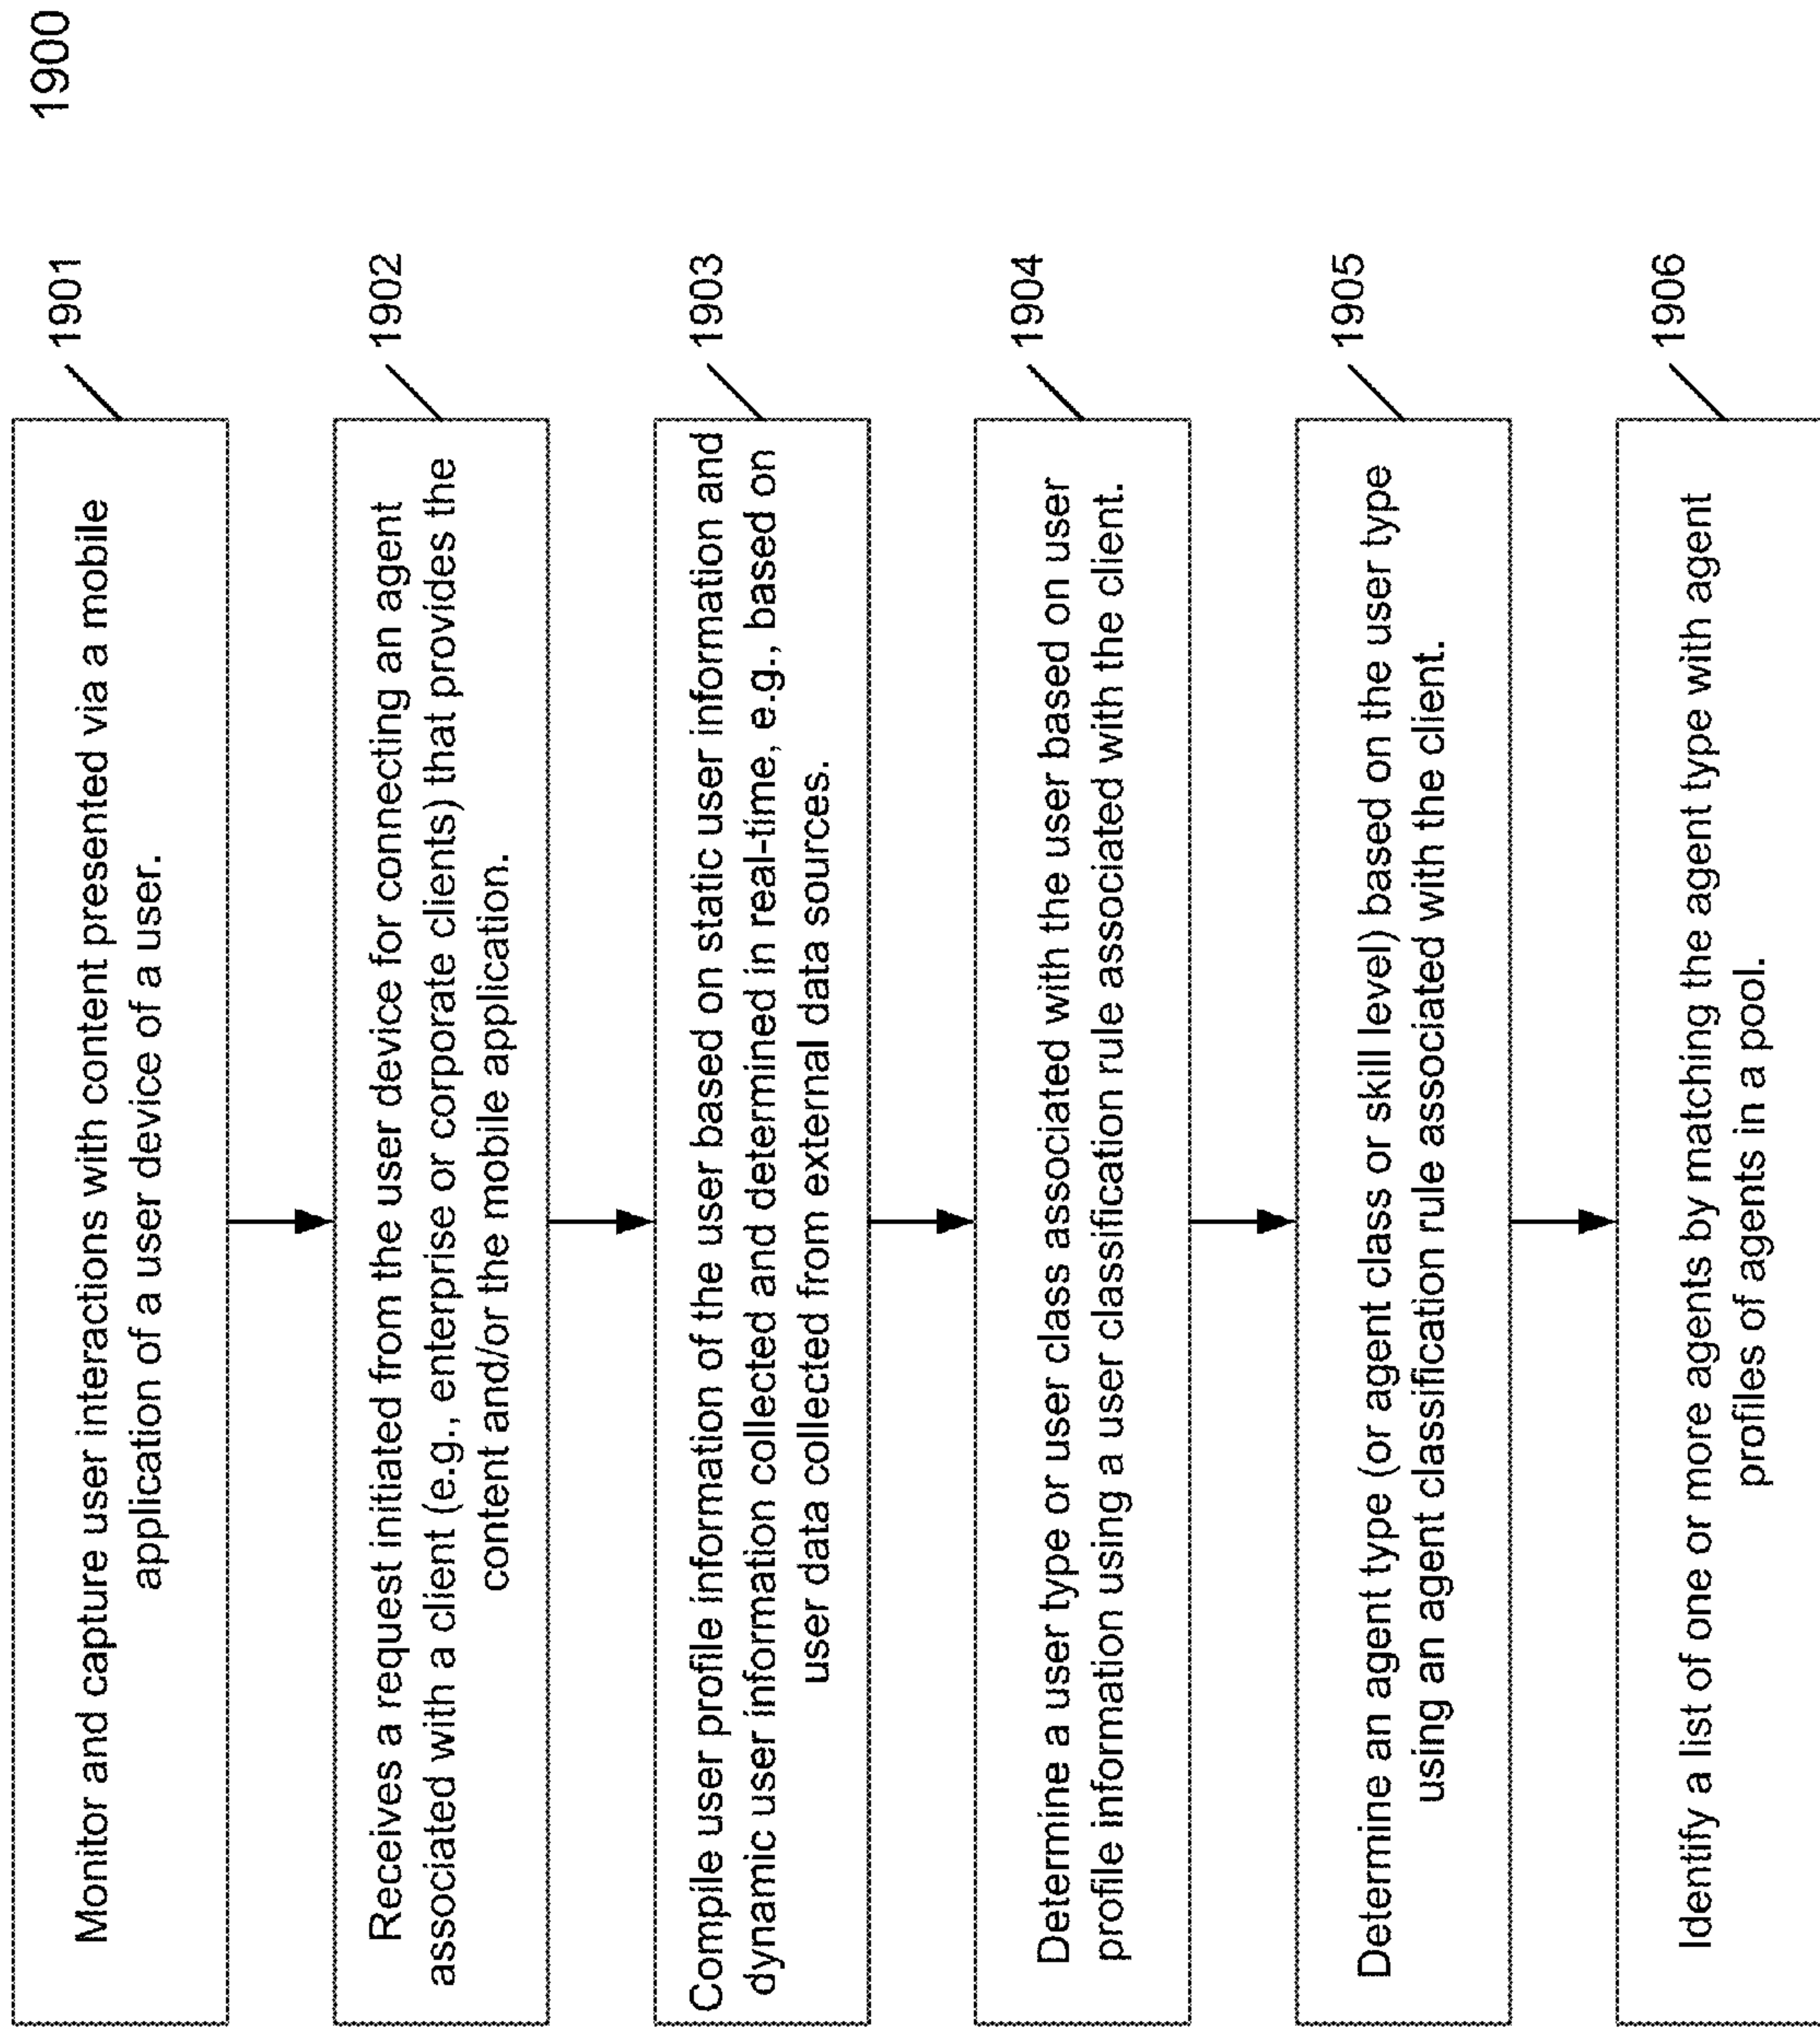 1900
Monitor and capture user interactions with content presented via a mobile
application of a user device of a user.
1901
Receives a request initiated from the user device for connecting an agent
associated with a client (e.g., enterprise or corporate clients) that provides the
content and/or the mobile application.
1902
Compile user profile information of the user based on static user information and
dynamic user information collected and determined in real-time, e.g., based on
user data collected from external data sources.
1903
Determine a user type or user class associated with the user based on user
profile information using a user classification rule associated with the client.
1904
Determine an agent type (or agent class or skill level) based on the user type
using an agent classification rule associated with the client.
1905
Identify a list of one or more agents by matching the agent type with agent
profiles of agents in a pool.
1906